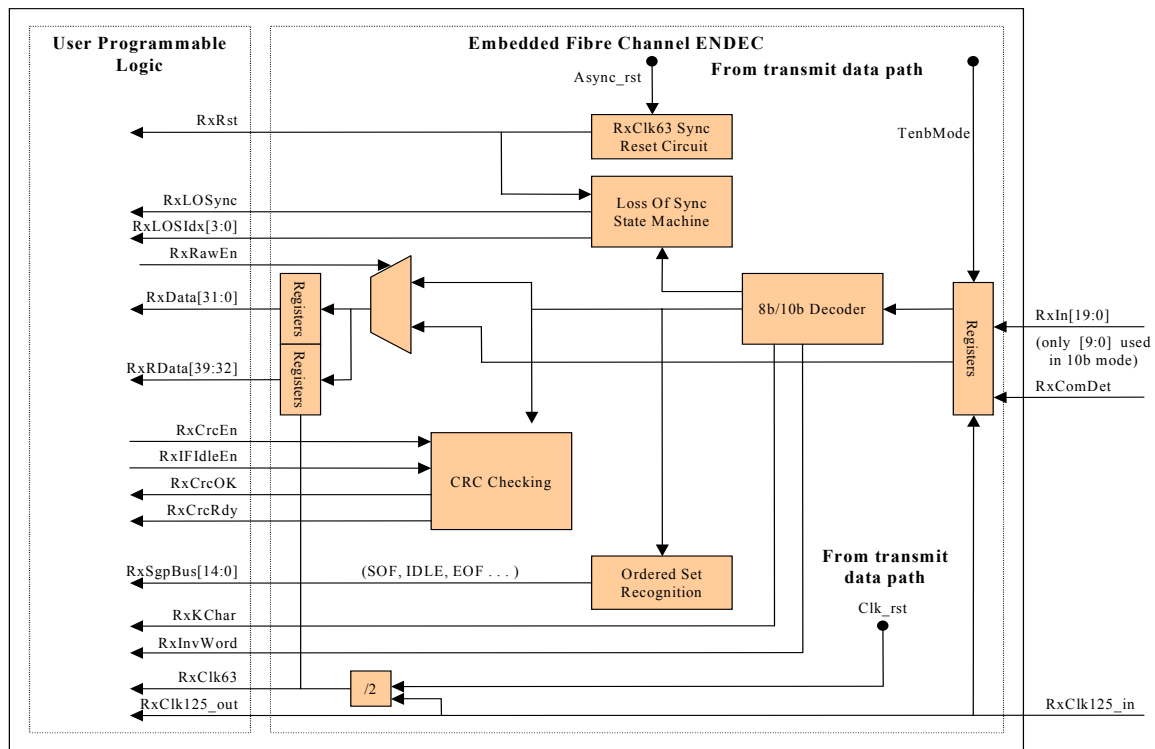 User Programmable
Logic
Embedded Fibre Channel ENDEC
From transmit data path
Async_rst
TenbMode
RxRst
RxClk63 Sync
Reset Circuit
RxLOSync
Loss Of Sync
State Machine
RxLOSIdx[3:0]
RxRawEn
RxData[31:0]
Registers
8b/10b Decoder
Registers
RxIn[19:0]
(only [9:0] used
in 10b mode)
RxRData[39:32]
Registers
RxComDet
RxCrcEn
RxIFIdleEn
CRC Checking
RxCrcOK
RxCrcRdy
RxSgpBus[14:0]
(SOF, IDLE, EOF . . . )
Ordered Set
Recognition
From transmit
data path
Clk_rst
RxKChar
RxInvWord
RxClk63
/2
RxClk125_out
RxClk125_in